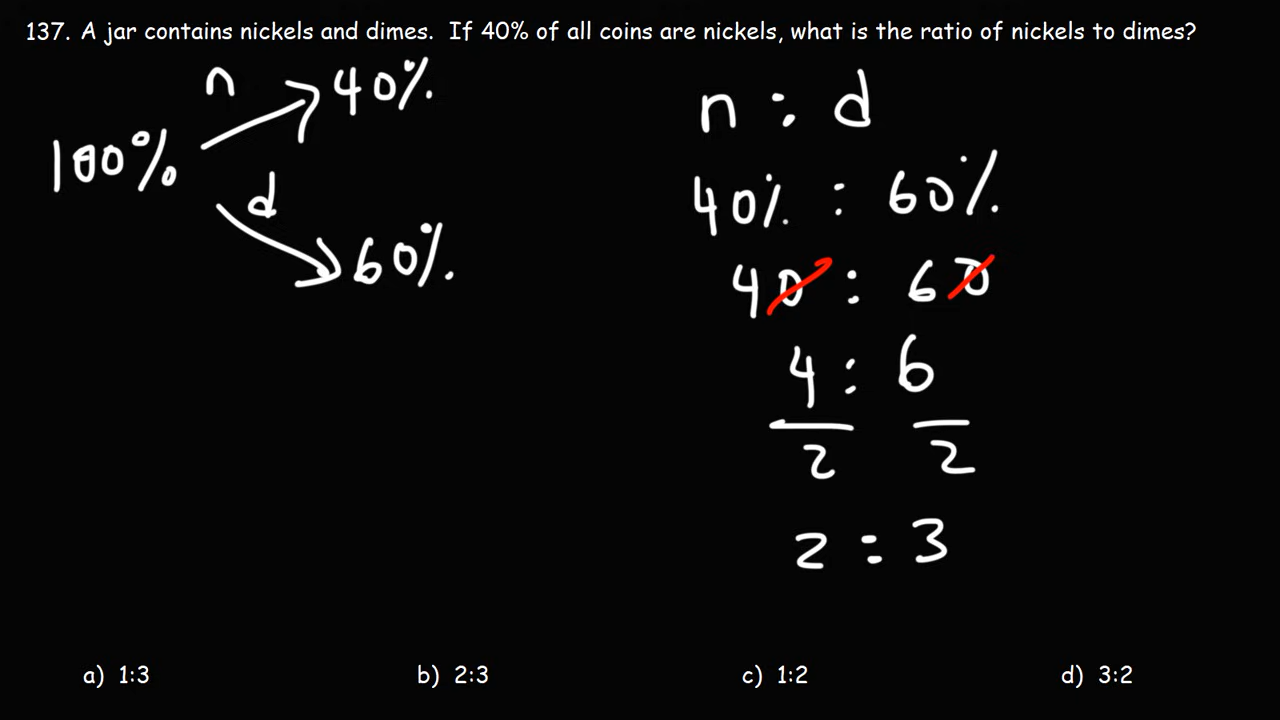 137. A jar contains nickels and dimes. If 40% of all coins are nickels, what is the ratio of nickels to dimes?
n 40%
100%
d 60%
n : d
40% : 60%
40 : 60
4 : 6
2 2
2 : 3
a) 1:3 b) 2:3 c) 1:2 d) 3:2